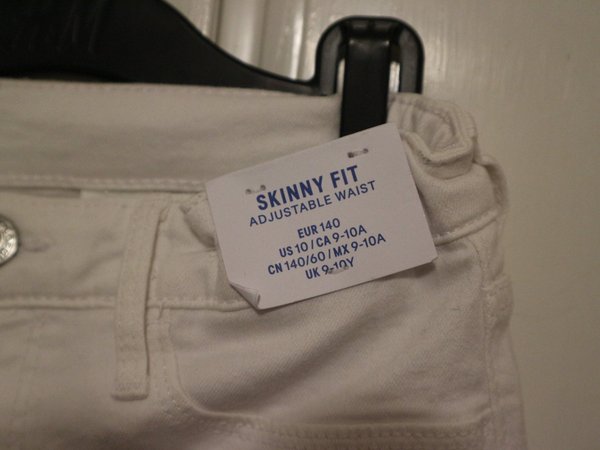 H&M
SKINNY FIT
ADJUSTABLE WAIST
EUR 140
US 10/CA 9-10A
CN 140/60/MX 9-10A
UK 9-10Y